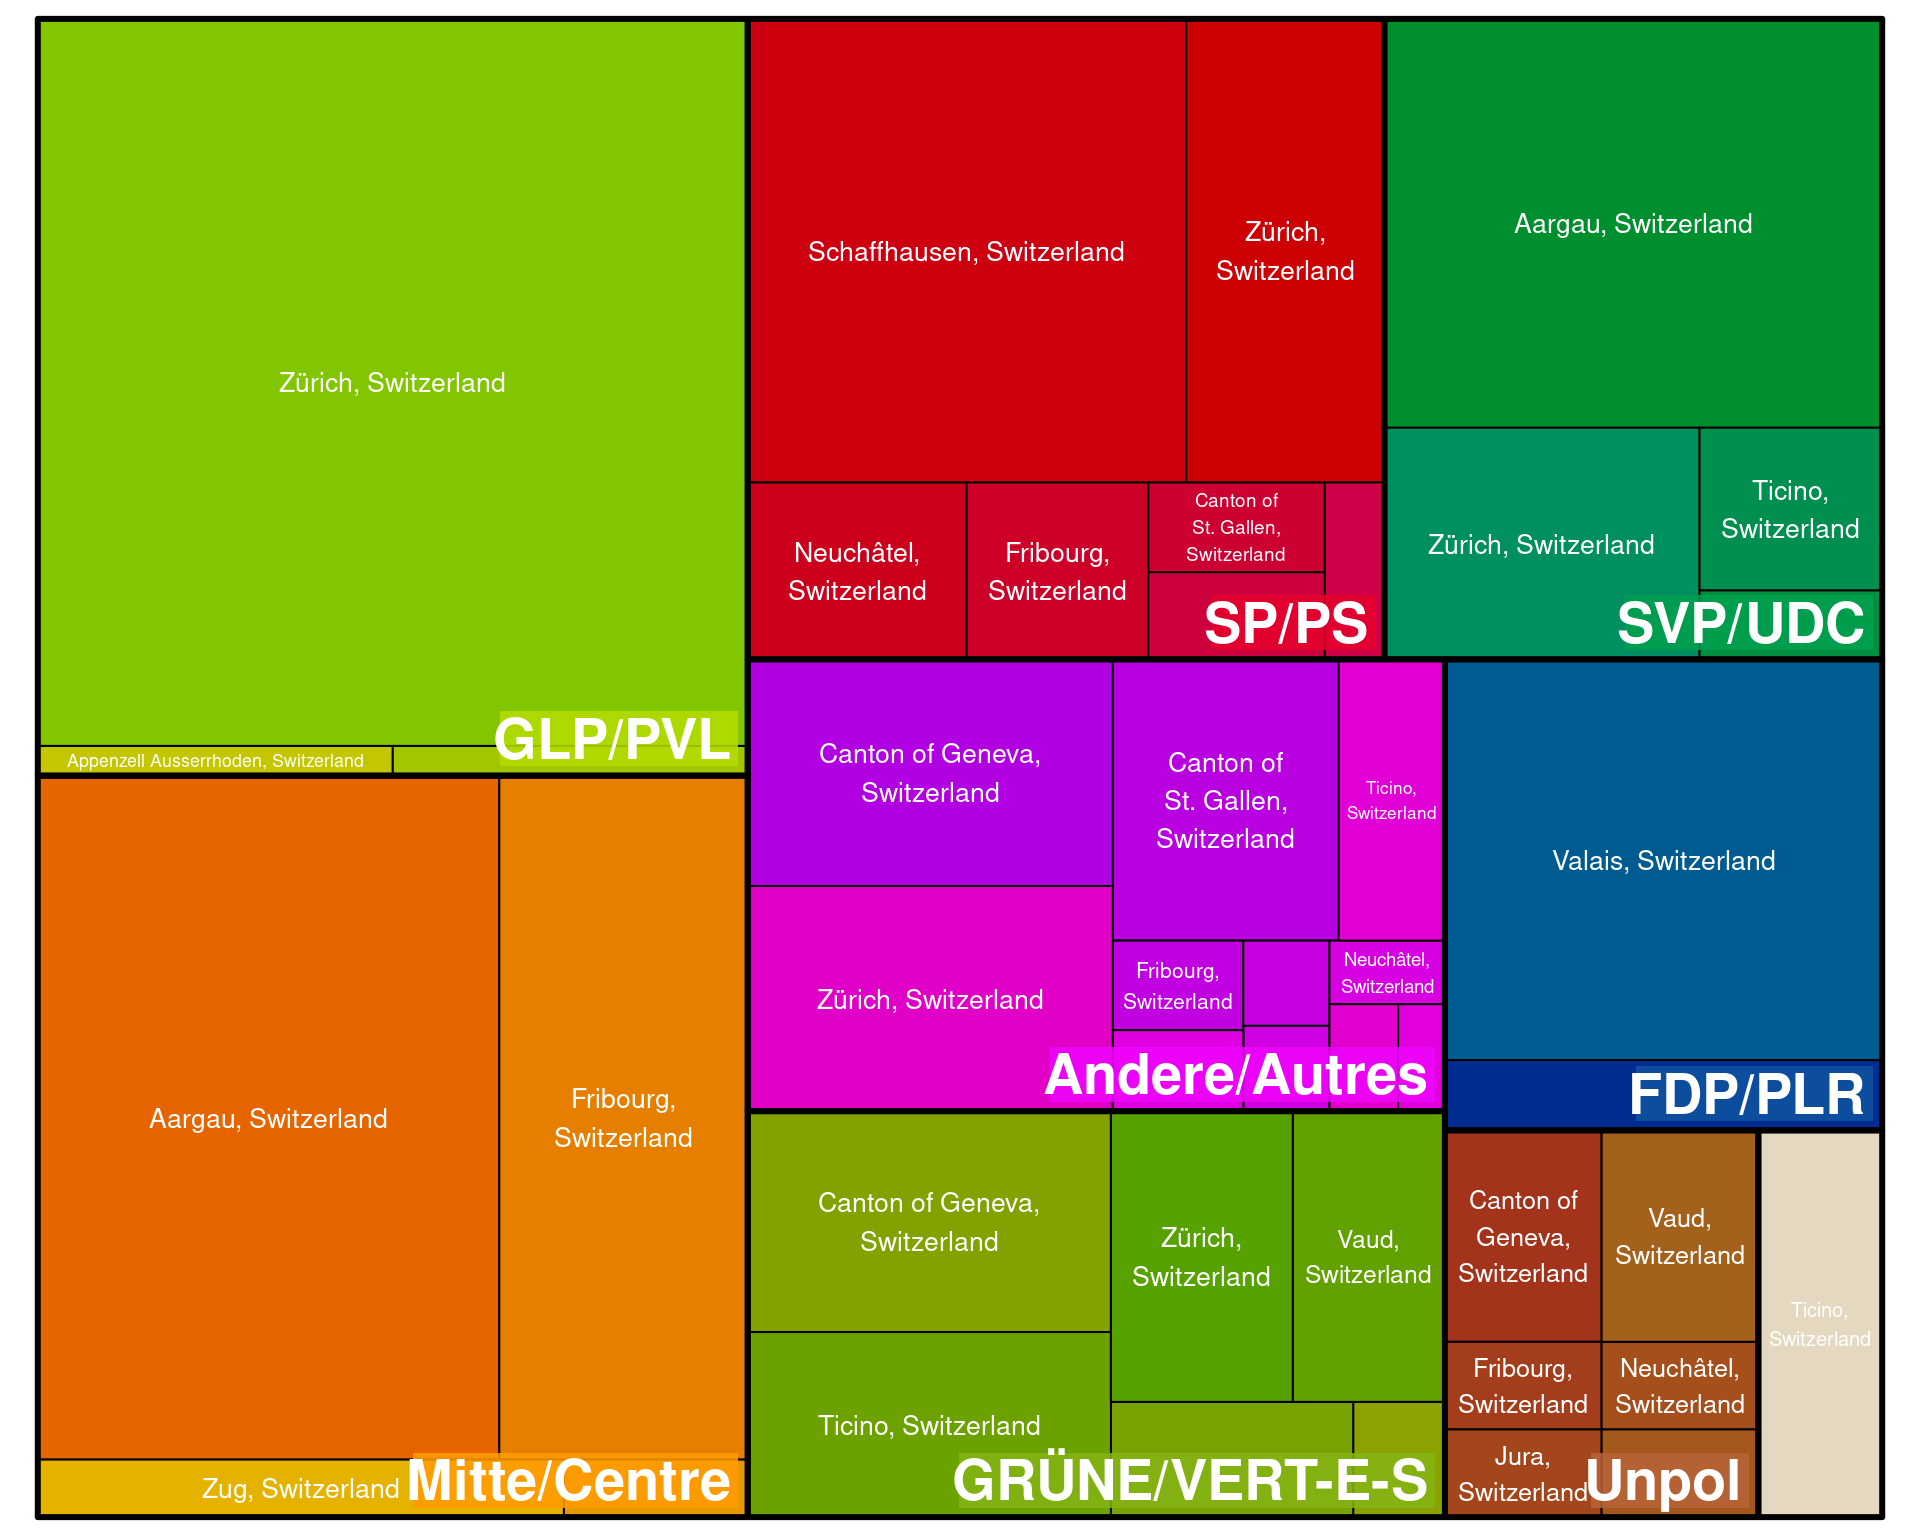 Zürich, Switzerland
Appenzell Ausserrhoden, Switzerland
GLP/PVL
Aargau, Switzerland
Fribourg,
Switzerland
Zug, Switzerland
Mitte/Centre
Schaffhausen, Switzerland
Zürich,
Switzerland
Neuchâtel,
Switzerland
Fribourg,
Switzerland
Canton of
St. Gallen,
Switzerland
SP/PS
Aargau, Switzerland
Zürich, Switzerland
Ticino,
Switzerland
SVP/UDC
Canton of Geneva,
Switzerland
Canton of
St. Gallen,
Switzerland
Ticino,
Switzerland
Zürich, Switzerland
Fribourg,
Switzerland
Neuchâtel,
Switzerland
Andere/Autres
Valais, Switzerland
FDP/PLR
Canton of Geneva,
Switzerland
Zürich,
Switzerland
Vaud,
Switzerland
Ticino, Switzerland
GRÜNE/VERT-E-S
Canton of
Geneva,
Switzerland
Vaud,
Switzerland
Fribourg,
Switzerland
Neuchâtel,
Switzerland
Jura,
Switzerland
Unpol
Ticino,
Switzerland